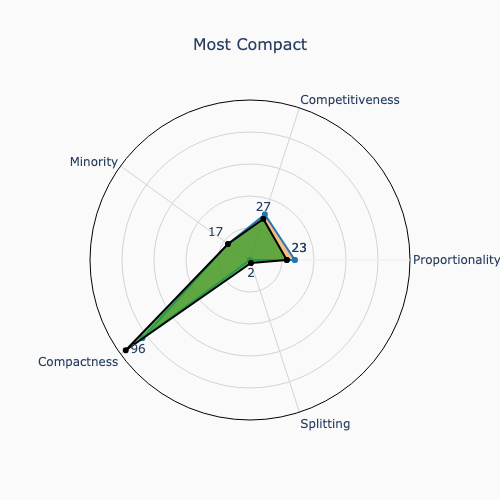 Most Compact
Competitiveness
Minority
27
17
23
Proportionality
2
96
Compactness
Splitting